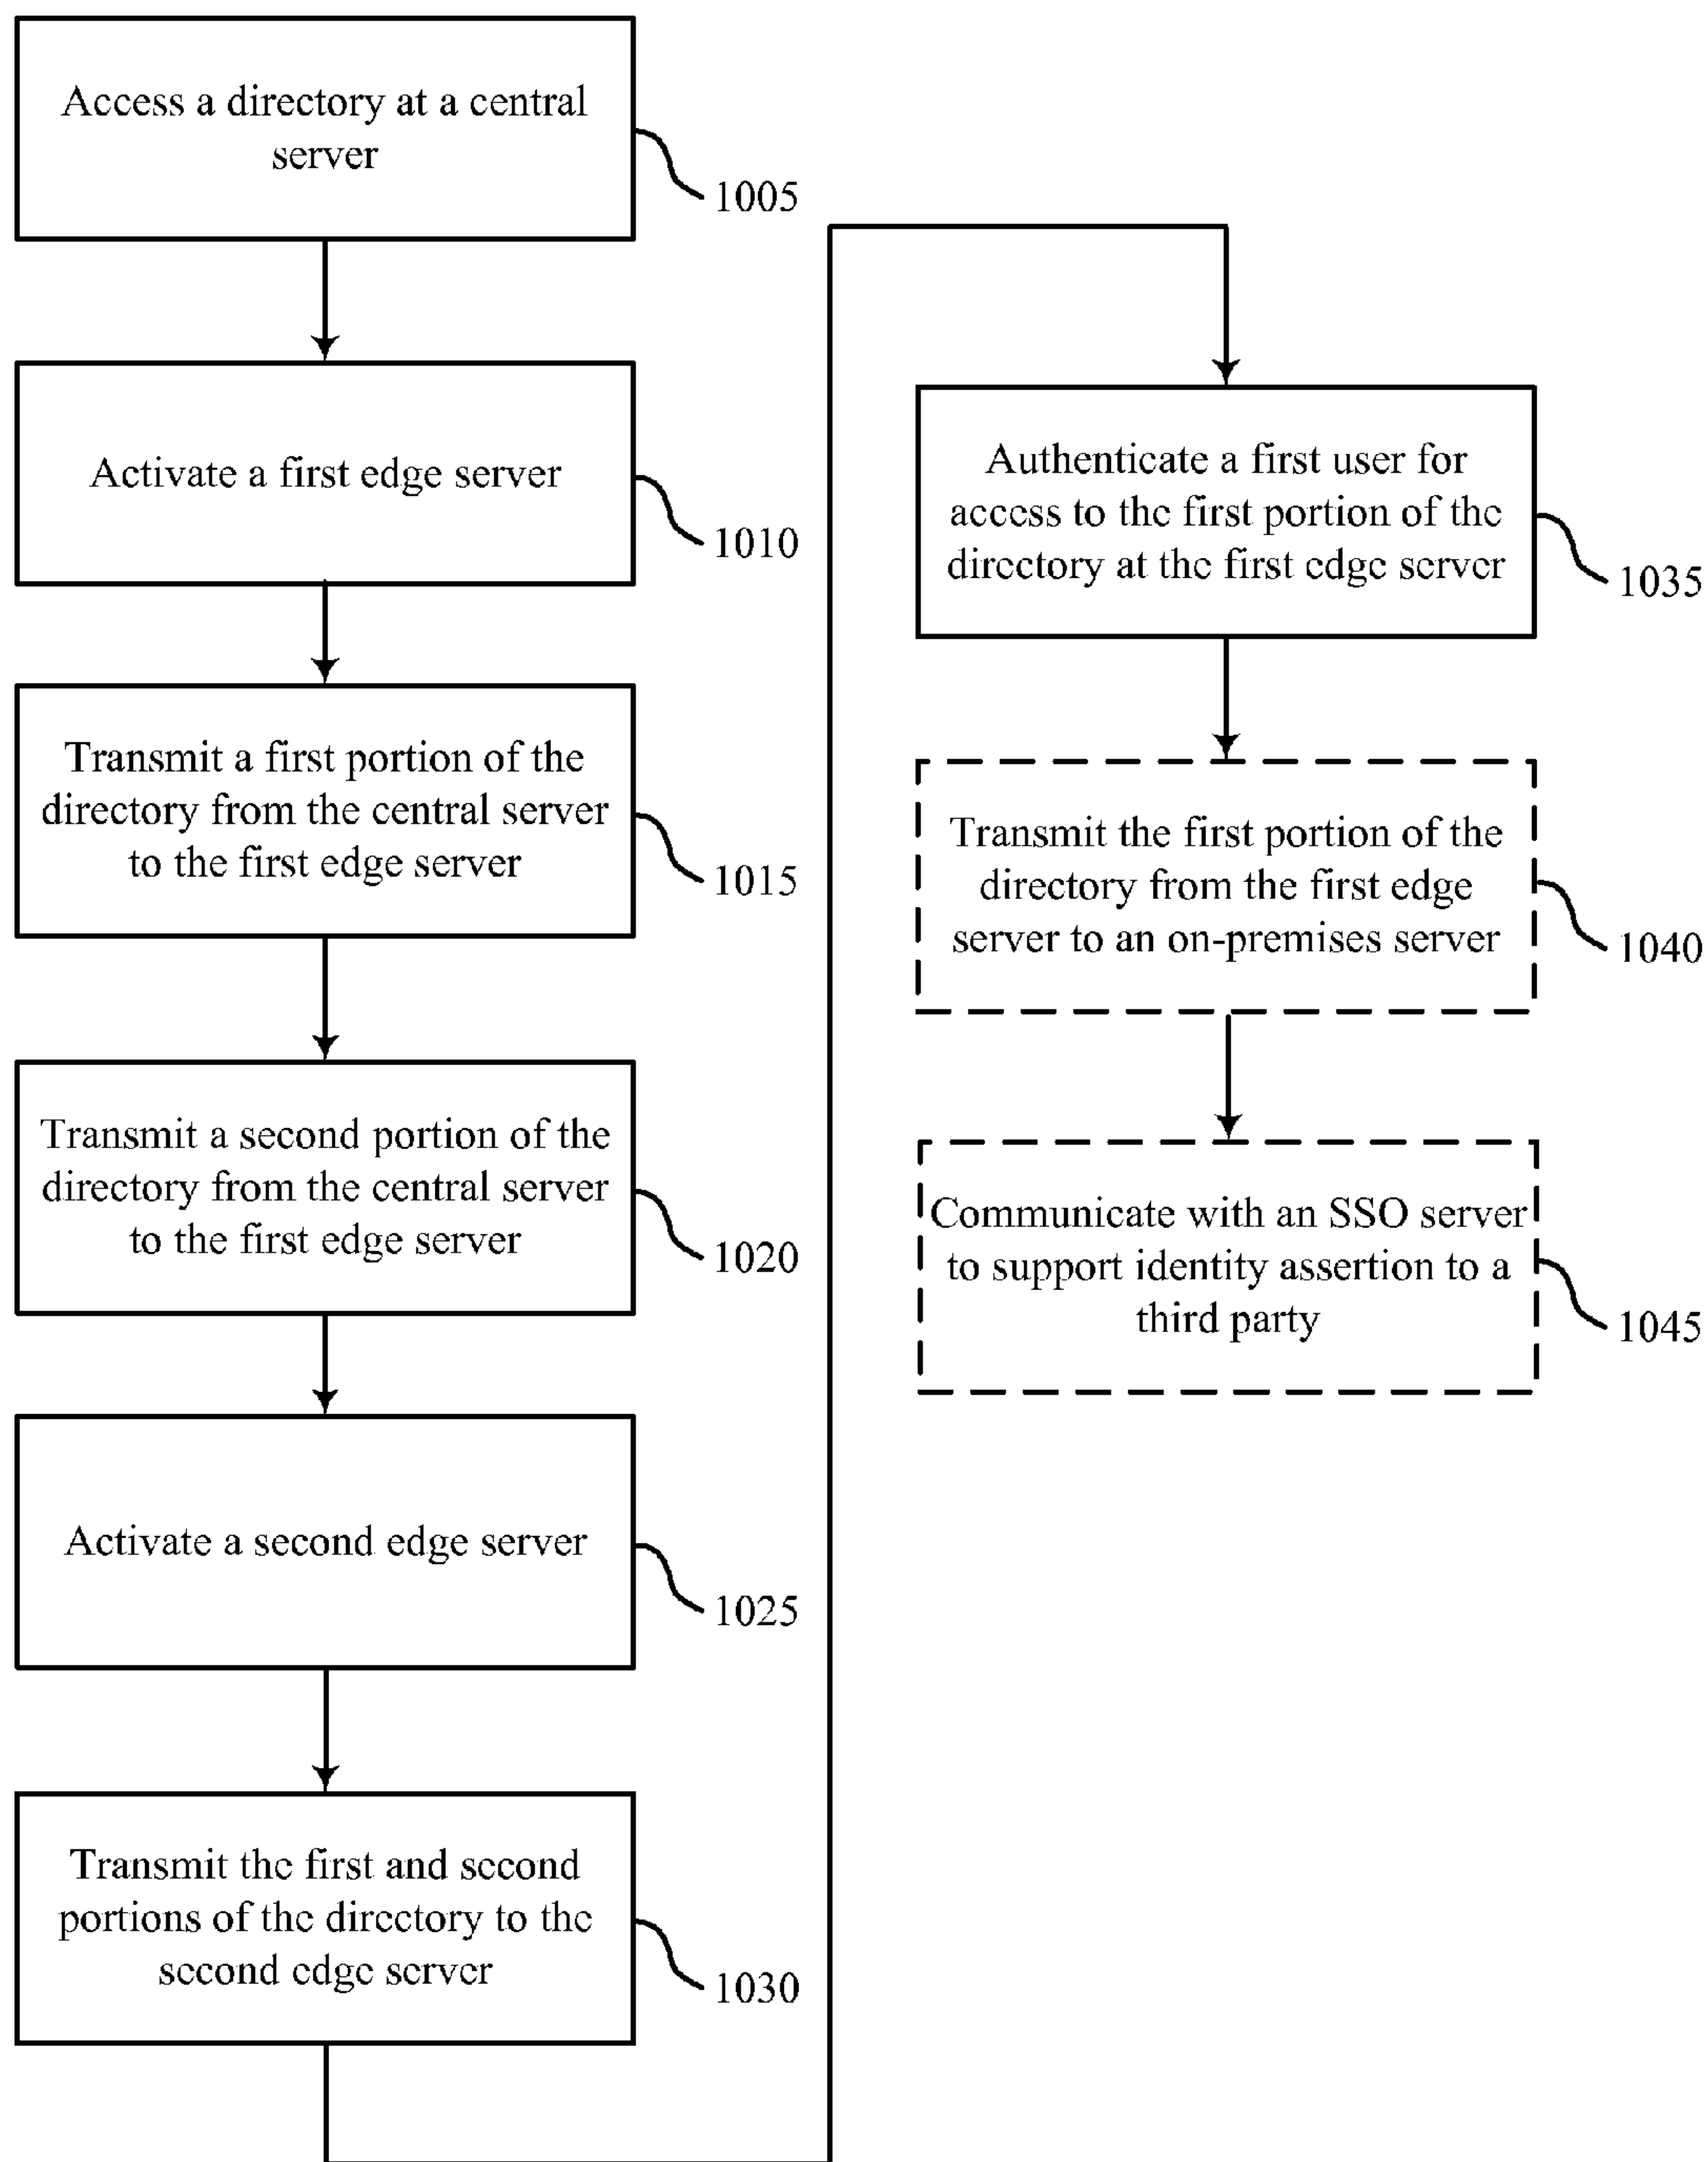 Access a directory at a central
server
1005
Activate a first edge server
1010
Transmit a first portion of the
directory from the central server
to the first edge server
1015
Transmit a second portion of the
directory from the central server
to the first edge server
1020
Activate a second edge server
1025
Transmit the first and second
portions of the directory to the
second edge server
1030
Authenticate a first user for
access to the first portion of the
directory at the first edge server
1035
Transmit the first portion of the
directory from the first edge
server to an on-premises server
1040
Communicate with an SSO server
to support identity assertion to a
third party
1045